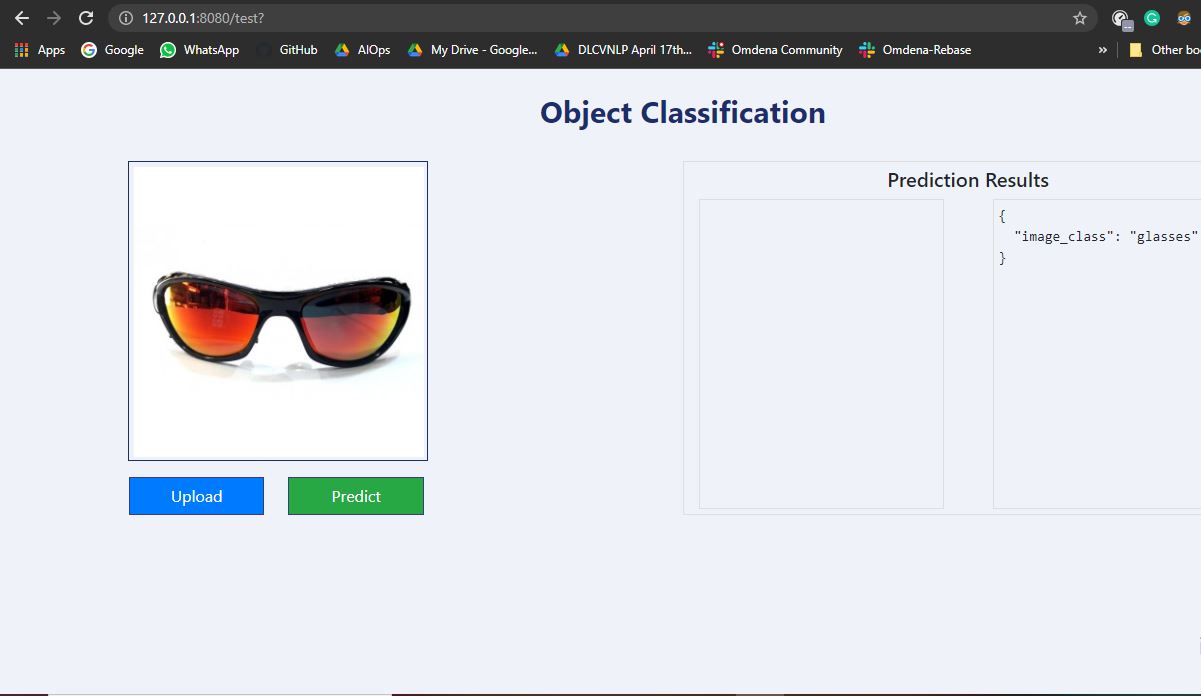 127.0.0.1:8080/test?
Apps Google WhatsApp GitHub AIOps My Drive - Google... DLCVNLP April 17th... Omdena Community Omdena-Rebase » Other bo
Object Classification
Prediction Results
{
"image_class": "glasses"
}
Upload Predict